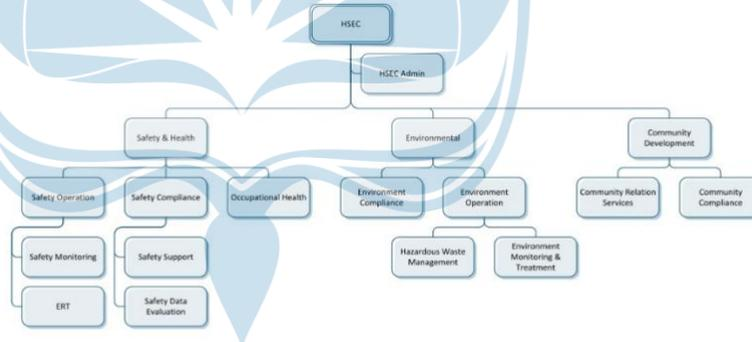 HSEC
HSEC Admin
Safety & Health
Environmental
Community
Development
Safety Operation
Safety Compliance
Occupational Health
Environment
Compliance
Environment
Operation
Community Relation
Services
Community
Compliance
Safety Monitoring
Safety Support
Hazardous Waste
Management
Environment
Monitoring &
Treatment
ERT
Safety Data
Evaluation